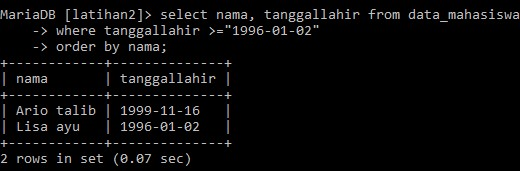 MariaDB [latihan2]> select nama, tanggallahir from data_mahasiswa
    -> where tanggallahir >="1996-01-02"
    -> order by nama;
+------------+--------------+
| nama       | tanggallahir |
+------------+--------------+
| Ario talib | 1999-11-16   |
| Lisa ayu   | 1996-01-02   |
+------------+--------------+
2 rows in set (0.07 sec)